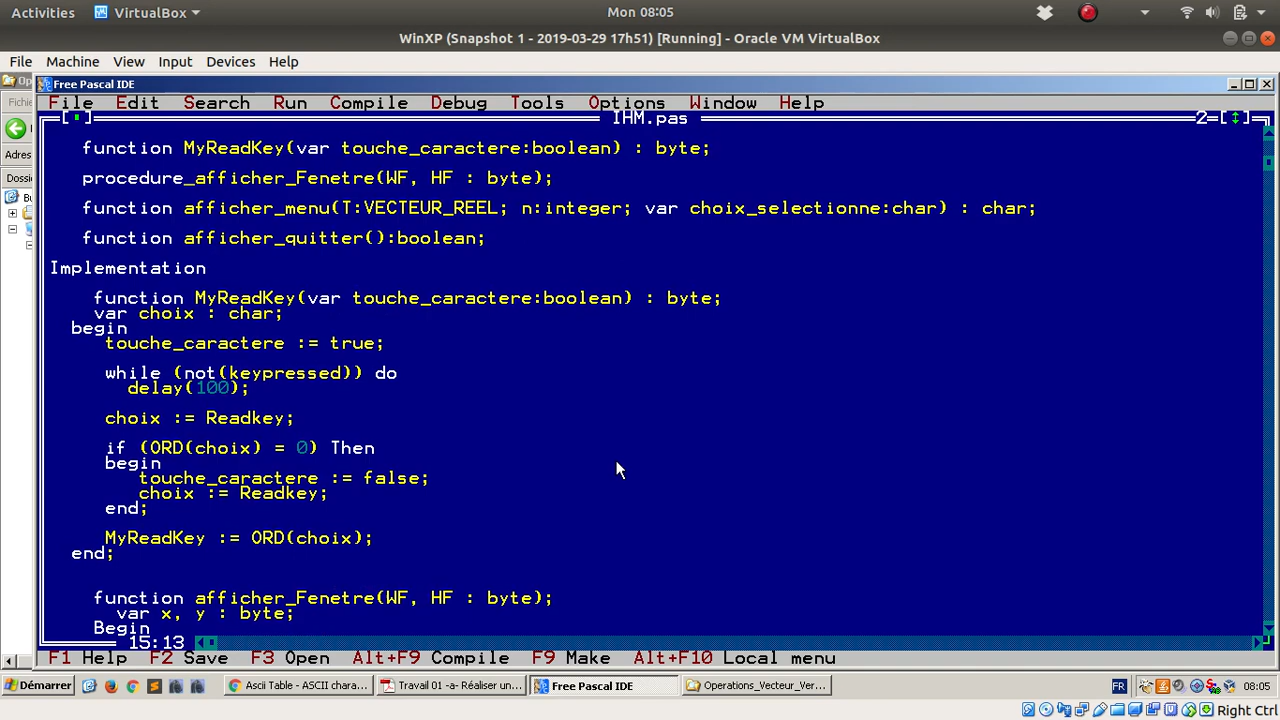 Activities VirtualBox Mon 08:05
WinXP (Snapshot 1 - 2019-03-29 17h51) [Running] - Oracle VM VirtualBox
File Machine View Input Devices Help
Free Pascal IDE
File Edit Search Run Compile Debug Tools Options Window Help
IHM.pas 2
function MyReadKey(var touche_caractere:boolean) : byte;
procedure_afficher_Fenetre(WF, HF : byte);
function afficher_menu(T:VECTEUR_REEL; n:integer; var choix_selectionne:char) : char;
function afficher_quitter():boolean;
Implementation
function MyReadKey(var touche_caractere:boolean) : byte;
var choix : char;
begin
touche_caractere := true;
while (not(keypressed)) do
delay(100);
choix := Readkey;
if (ORD(choix) = 0) Then
begin
touche_caractere := false;
choix := Readkey;
end;
MyReadKey := ORD(choix);
end;
function afficher_Fenetre(WF, HF : byte);
var x, y : byte;
Begin
15:13
F1 Help F2 Save F3 Open Alt+F9 Compile F9 Make Alt+F10 Local menu
Démarrer Ascii Table - ASCII chara... Travail 01 -a- Réaliser un... Free Pascal IDE Operations_Vecteur_Ver... FR 08:05
Right Ctrl